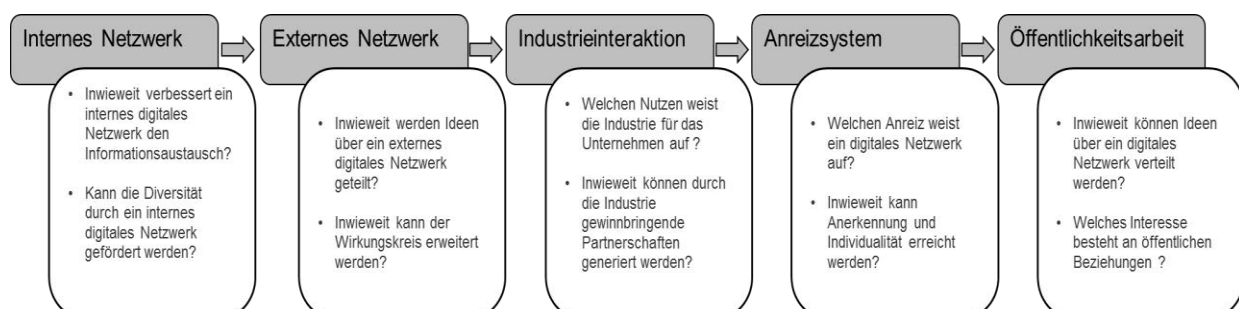 Internes Netzwerk
• Inwieweit verbessert ein
internes digitales
Netzwerk den
Informationsaustausch?
• Kann die Diversität
durch ein internes
digitales Netzwerk
gefördert werden?
Externes Netzwerk
• Inwieweit werden Ideen
über ein externes
digitales Netzwerk
geteilt?
• Inwieweit kann der
Wirkungskreis erweitert
werden?
Industrieinteraktion
• Welchen Nutzen weist
die Industrie für das
Unternehmen auf ?
• Inwieweit können durch
die Industrie
gewinnbringende
Partnerschaften
generiert werden?
Anreizsystem
• Welchen Anreiz weist
ein digitales Netzwerk
auf?
• Inwieweit kann
Anerkennung und
Individualität erreicht
werden?
Öffentlichkeitsarbeit
• Inwieweit können Ideen
über ein digitales
Netzwerk verteilt
werden?
• Welches Interesse
besteht an öffentlichen
Beziehungen ?